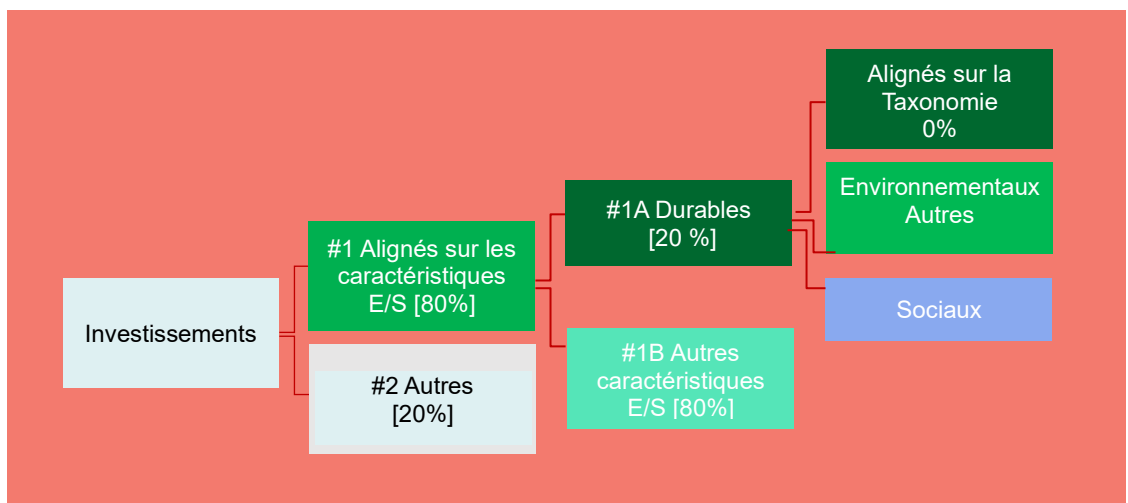 Investissements
#1 Alignés sur les
caractéristiques
E/S [80%]
#2 Autres
[20%]
#1A Durables
[20 %]
#1B Autres
caractéristiques
E/S [80%]
Alignés sur la
Taxonomie
0%
Environnementaux
Autres
Sociaux